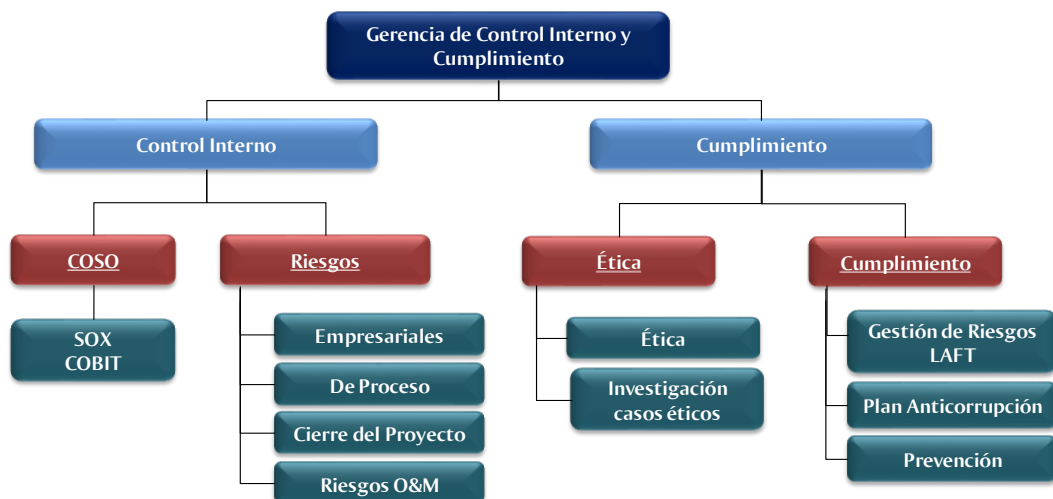 Gerencia de Control Interno y
Cumplimiento
Control Interno
Cumplimiento
COSO
Riesgos
Ética
Cumplimiento
SOX
COBIT
Empresariales
De Proceso
Cierre del Proyecto
Riesgos O&M
Ética
Investigación
casos éticos
Gestión de Riesgos
LAFT
Plan Anticorrupción
Prevención